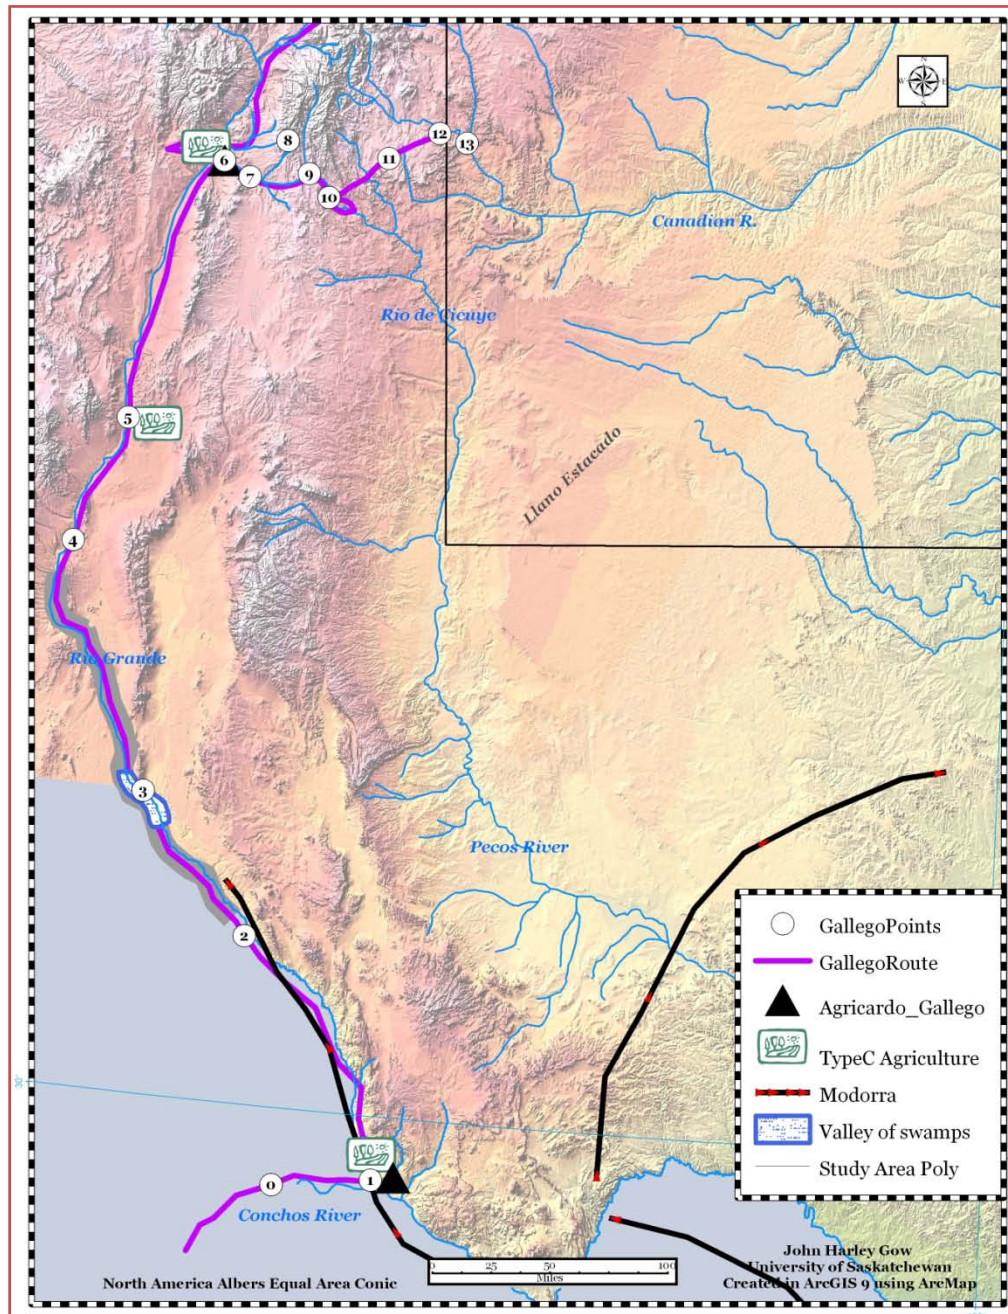 N
W E
S
8
12
13
6
11
7
9
10
Canadian R.
Rio de Cicuye
5
Llano Estacado
4
Rio Grande
3
Pecos River
2
GallegoPoints
GallegoRoute
Agricardo_Gallego
TypeC Agriculture
Modorra
Valley of swamps
Study Area Poly
30°
1
0
Conchos River
0 25 50 100
Miles
North America Albers Equal Area Conic
John Harley Gow
University of Saskatchewan
Created in ArcGIS 9 using ArcMap